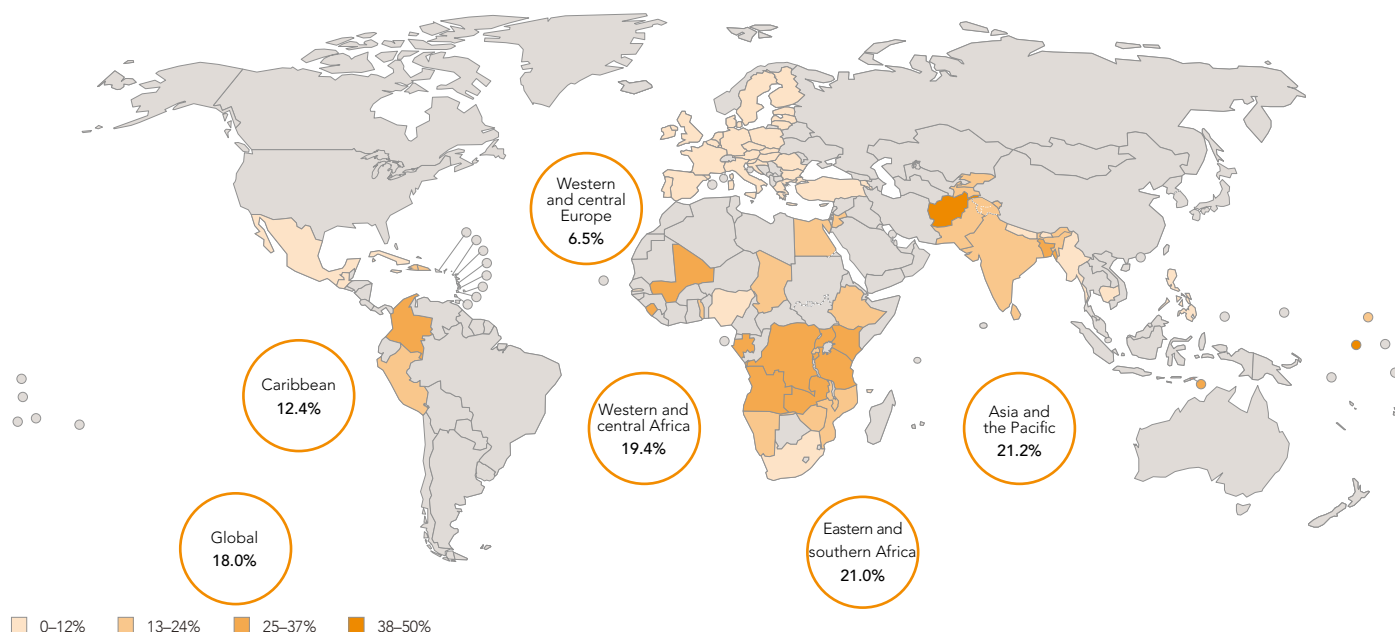 Western
and central
Europe
6.5%
Caribbean
12.4%
Western and
central Africa
19.4%
Asia and
the Pacific
21.2%
Global
18.0%
Eastern and
southern Africa
21.0%
0–12%
13–24%
25–37%
38–50%